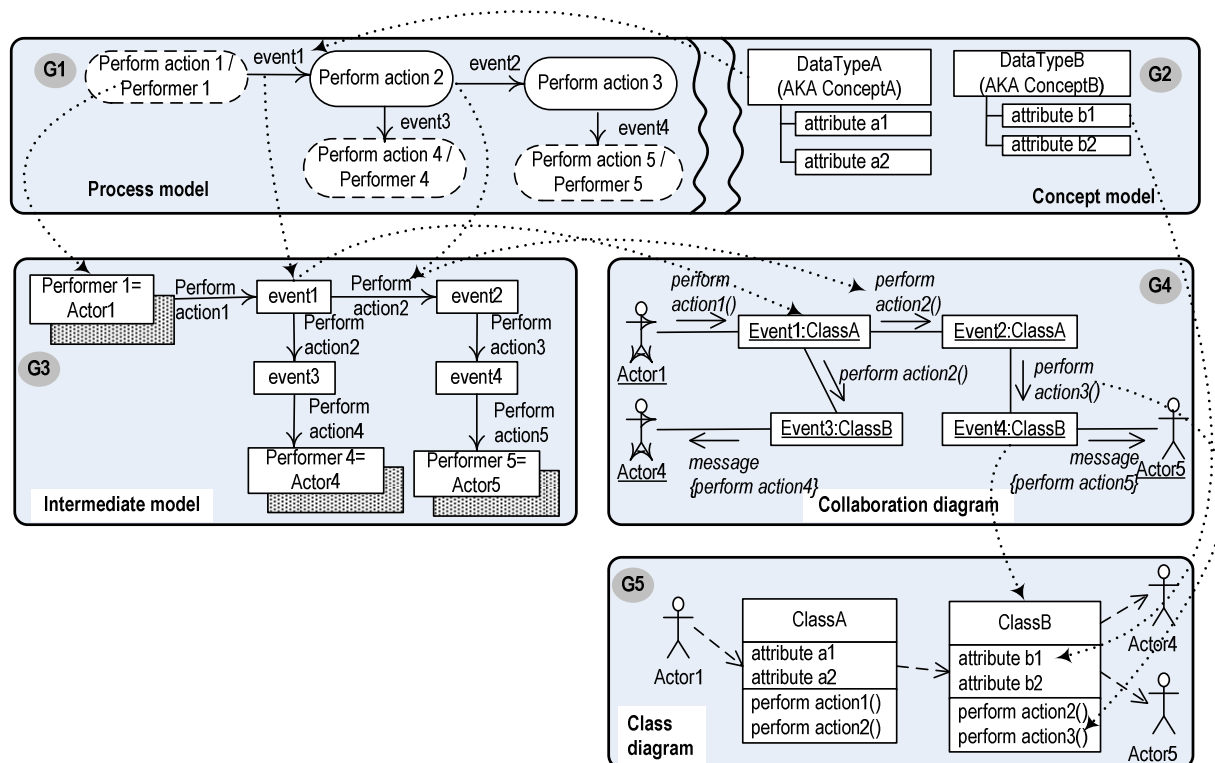 G1
Perform action 1 /
Performer 1
event1
Perform action 2
event2
Perform action 3
event3
event4
Perform action 4 /
Performer 4
Perform action 5 /
Performer 5
Process model
DataTypeA
(AKA ConceptA)
attribute a1
attribute a2
DataTypeB
(AKA ConceptB)
attribute b1
attribute b2
G2
Concept model
G3
Performer 1=
Actor1
Perform
action1
event1
Perform
action2
event2
Perform
action2
Perform
action3
event3
event4
Perform
action4
Perform
action5
Performer 4=
Actor4
Performer 5=
Actor5
Intermediate model
G4
perform
action1()
perform
action2()
Event1:ClassA
Event2:ClassA
Actor1
perform action2()
perform
action3()
Event3:ClassB
Event4:ClassB
Actor4
message
{perform action4}
message
{perform action5}
Actor5
Collaboration diagram
G5
Actor1
ClassA
attribute a1
attribute a2
perform action1()
perform action2()
ClassB
attribute b1
attribute b2
perform action2()
perform action3()
Actor4
Actor5
Class
diagram